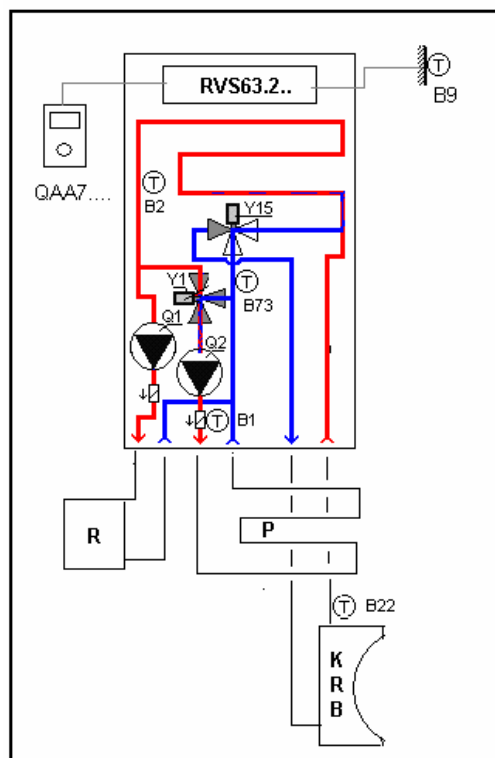 RVS63.2..
T
B9
QAA7....
T
B2
Y15
Y1
T
B73
Q1
Q2
T
B1
R
P
T
B22
K
R
B